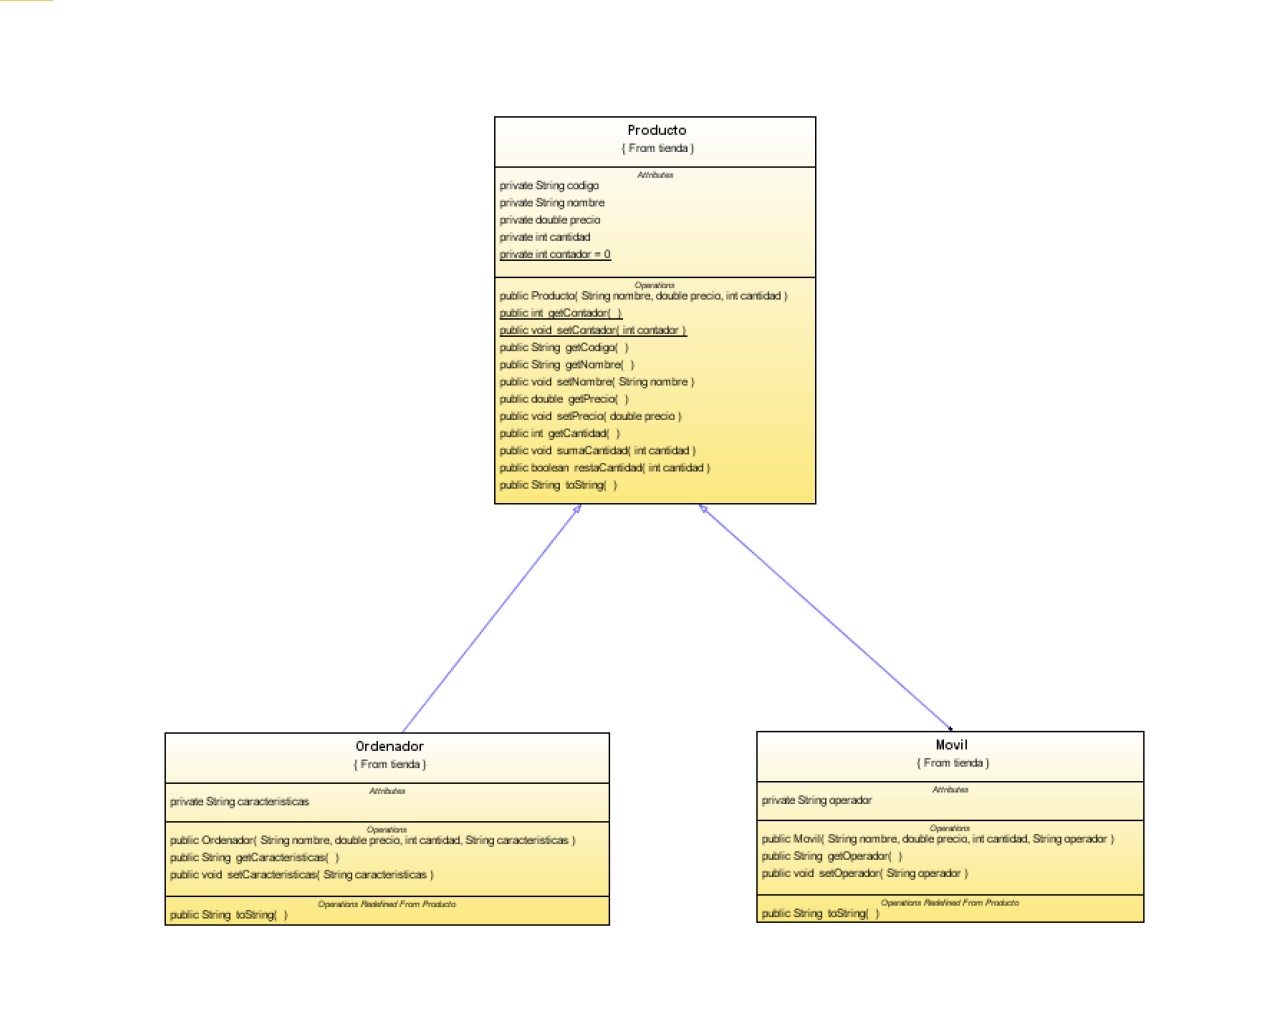 Producto
{ From tienda }
Attributes
private String codigo
private String nombre
private double precio
private int cantidad
private int contador = 0
Operations
public Producto( String nombre, double precio, int cantidad )
public int getContador( )
public void setContador( int contador )
public String getCodigo( )
public String getNombre( )
public void setNombre( String nombre )
public double getPrecio( )
public void setPrecio( double precio )
public int getCantidad( )
public void sumaCantidad( int cantidad )
public boolean restaCantidad( int cantidad )
public String toString( )
Ordenador
{ From tienda }
Attributes
private String caracteristicas
Operations
public Ordenador( String nombre, double precio, int cantidad, String caracteristicas )
public String getCaracteristicas( )
public void setCaracteristicas( String caracteristicas )
Operations Redefined From Producto
public String toString( )
Movil
{ From tienda }
Attributes
private String operador
Operations
public Movil( String nombre, double precio, int cantidad, String operador )
public String getOperador( )
public void setOperador( String operador )
Operations Redefined From Producto
public String toString( )